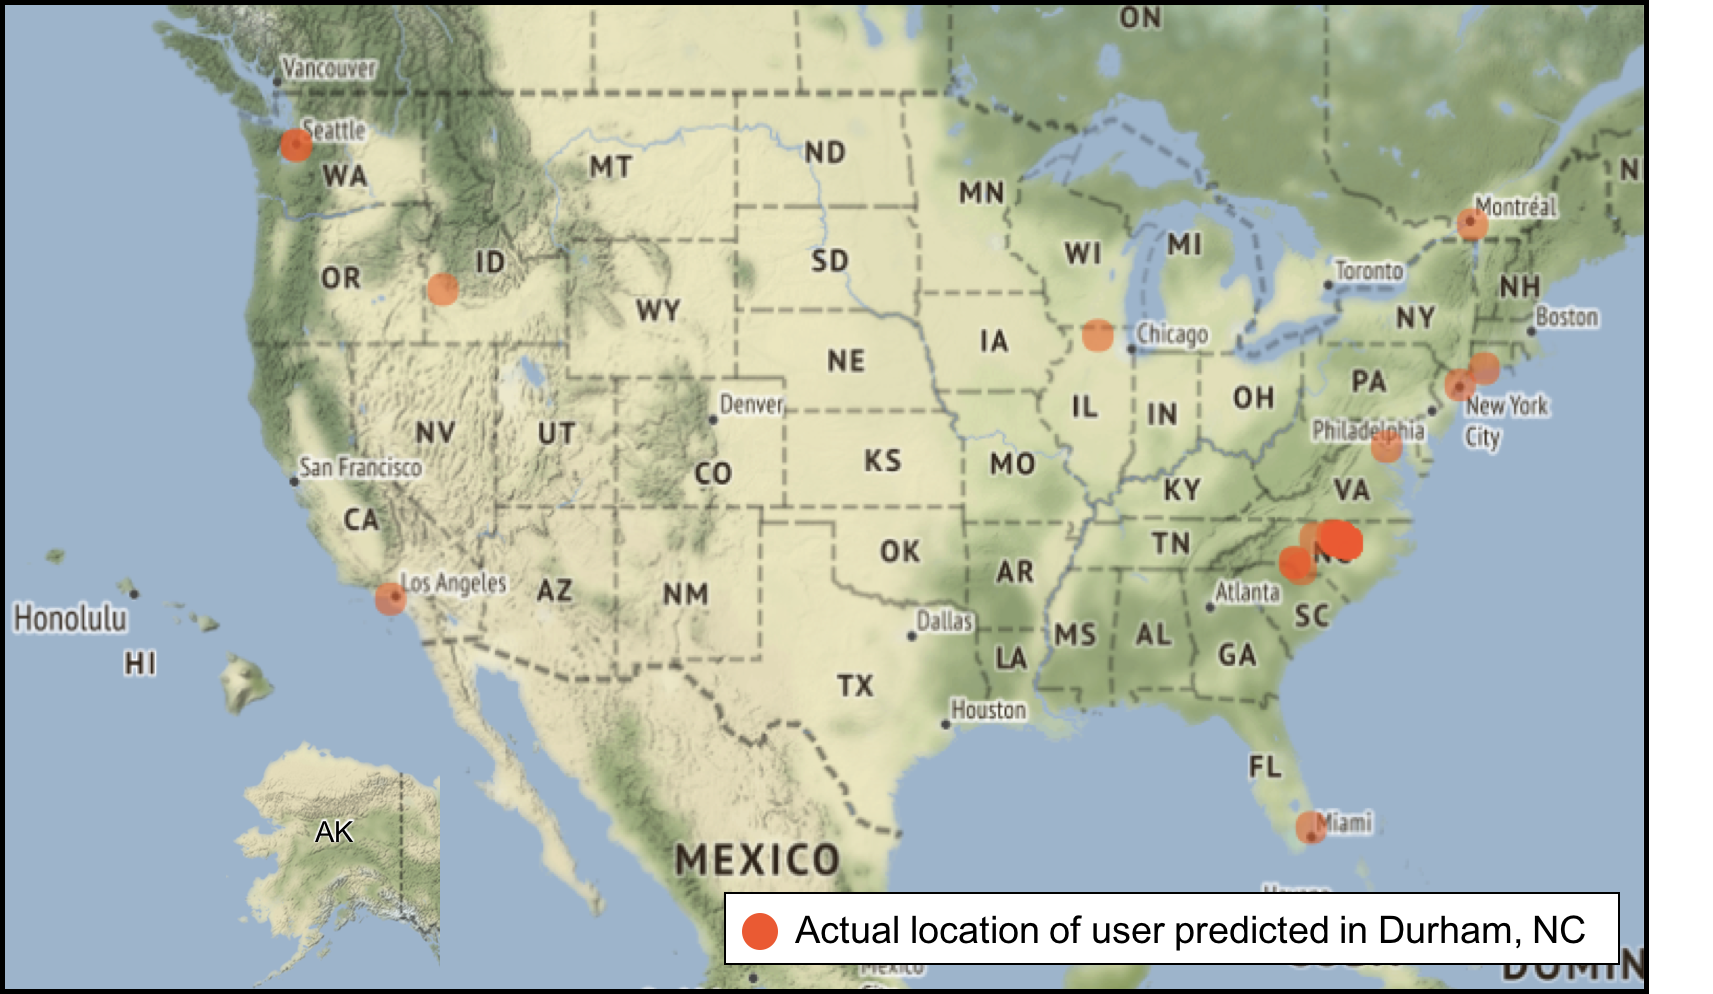 ON
Vancouver
Seattle
WA
MT
ND
MN
Montréal
OR
ID
SD
WI
MI
Toronto
NH
WY
NY
Boston
IA
Chicago
NE
PA
Denver
IL
IN
OH
New York
City
NV
UT
Philadelphia
San Francisco
CO
KS
MO
KY
VA
CA
OK
TN
NC
AR
Los Angeles
AZ
NM
Atlanta
Honolulu
Dallas
MS
AL
SC
HI
LA
GA
TX
Houston
FL
Miami
AK
MEXICO
Actual location of user predicted in Durham, NC
Mexico
DOMIN